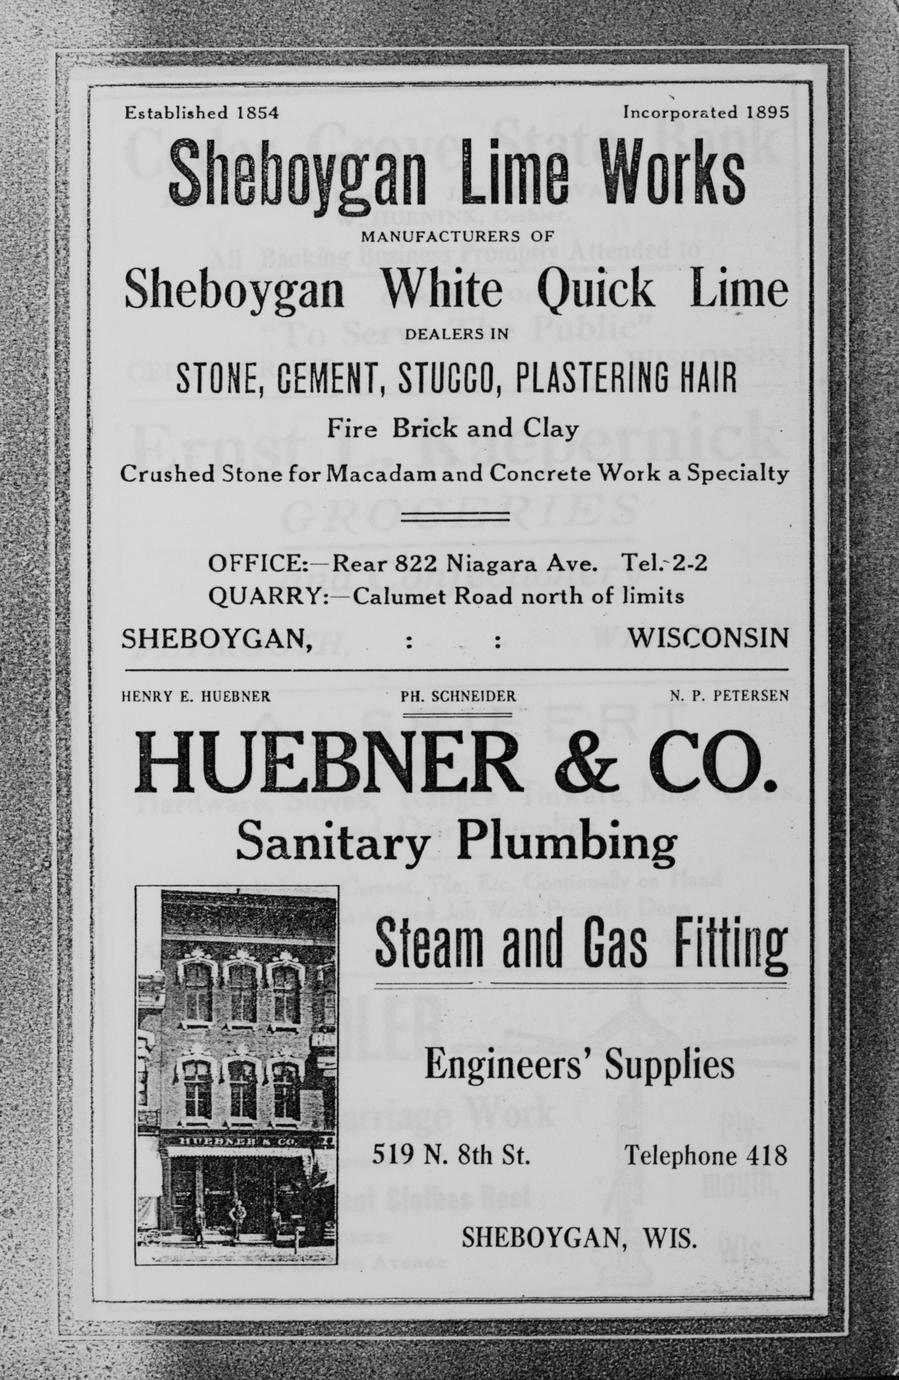 Established 1854 Incorporated 1895
Sheboygan Lime Works
MANUFACTURERS OF
Sheboygan White Quick Lime
DEALERS IN
STONE, CEMENT, STUCCO, PLASTERING HAIR
Fire Brick and Clay
Crushed Stone for Macadam and Concrete Work a Specialty
OFFICE:—Rear 822 Niagara Ave. Tel. 2-2
QUARRY:—Calumet Road north of limits
SHEBOYGAN, : : WISCONSIN
HENRY E. HUEBNER PH. SCHNEIDER N. P. PETERSEN
HUEBNER & CO.
Sanitary Plumbing
Steam and Gas Fitting
Engineers' Supplies
HUEBNER & CO.
519 N. 8th St. Telephone 418
SHEBOYGAN, WIS.